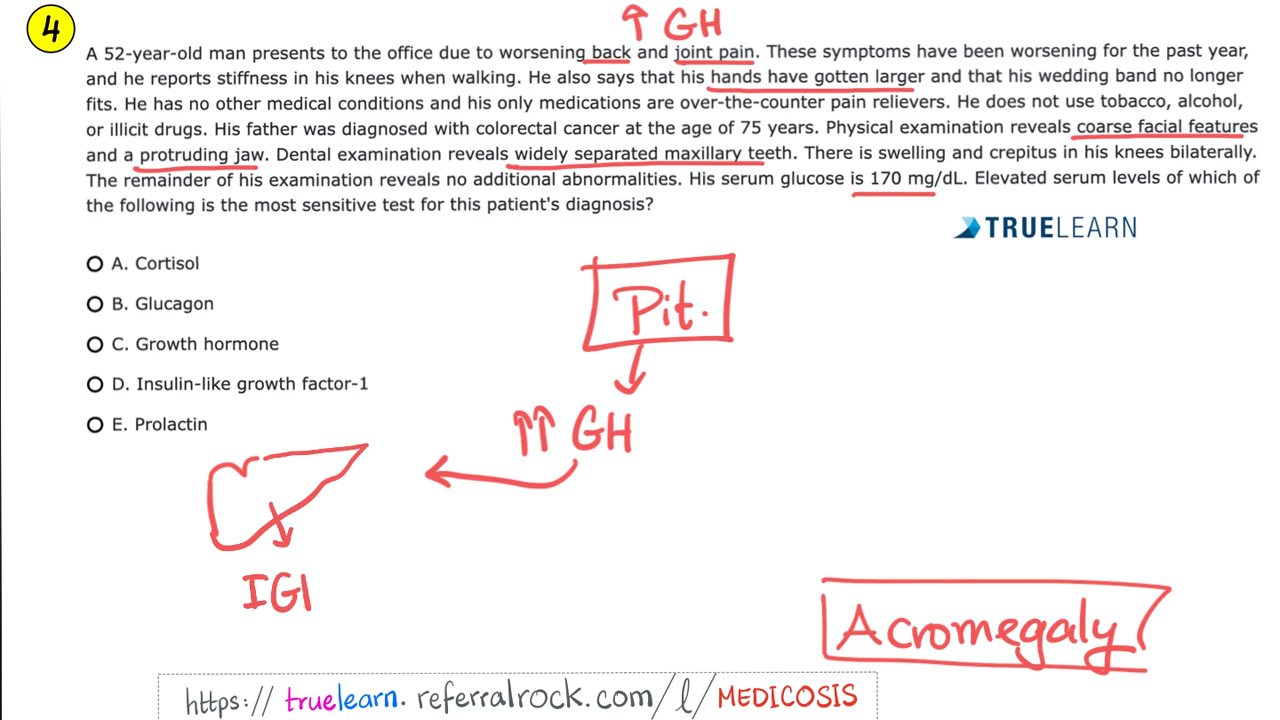 4
↑ GH
A 52-year-old man presents to the office due to worsening back and joint pain. These symptoms have been worsening for the past year,
and he reports stiffness in his knees when walking. He also says that his hands have gotten larger and that his wedding band no longer
fits. He has no other medical conditions and his only medications are over-the-counter pain relievers. He does not use tobacco, alcohol,
or illicit drugs. His father was diagnosed with colorectal cancer at the age of 75 years. Physical examination reveals coarse facial features
and a protruding jaw. Dental examination reveals widely separated maxillary teeth. There is swelling and crepitus in his knees bilaterally.
The remainder of his examination reveals no additional abnormalities. His serum glucose is 170 mg/dL. Elevated serum levels of which of
the following is the most sensitive test for this patient's diagnosis?
TRUELEARN
A. Cortisol
B. Glucagon
C. Growth hormone
D. Insulin-like growth factor-1
E. Prolactin
Pit.
↑↑ GH
IGI
Acromegaly
https://truelearn.referralrock.com/l/MEDICOSIS